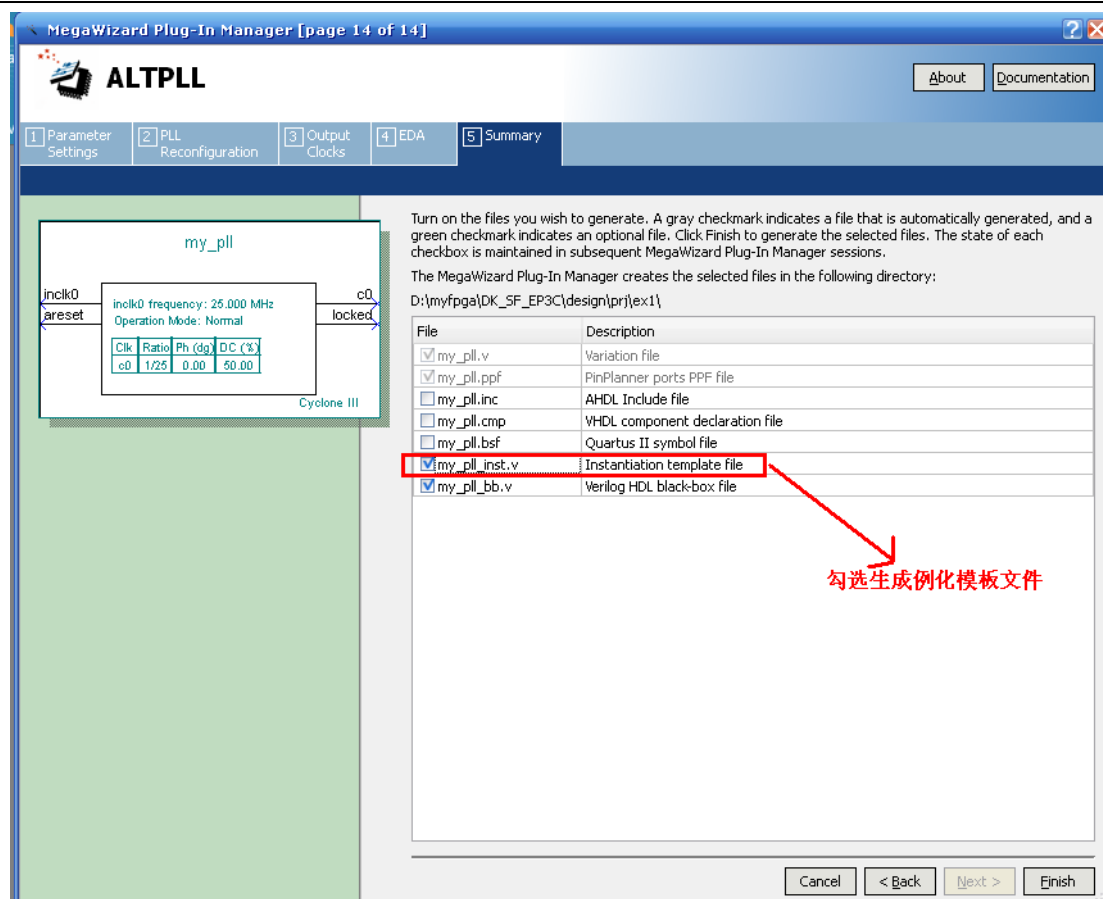 MegaWizard Plug-In Manager [page 14 of 14]
ALTPLL
About
Documentation
1 Parameter Settings
2 PLL Reconfiguration
3 Output Clocks
4 EDA
5 Summary
my_pll
inclk0
areset
c0
locked
inclk0 frequency: 25.000 MHz
Operation Mode: Normal
Clk Ratio Ph (dg) DC (%)
c0 1/25 0.00 50.00
Cyclone III
Turn on the files you wish to generate. A gray checkmark indicates a file that is automatically generated, and a
green checkmark indicates an optional file. Click Finish to generate the selected files. The state of each
checkbox is maintained in subsequent MegaWizard Plug-In Manager sessions.
The MegaWizard Plug-In Manager creates the selected files in the following directory:
D:\myfpga\DK_SF_EP3C\design\prj\ex1\
File Description
my_pll.v Variation file
my_pll.ppf PinPlanner ports PPF file
my_pll.inc AHDL Include file
my_pll.cmp VHDL component declaration file
my_pll.bsf Quartus II symbol file
my_pll_inst.v Instantiation template file
my_pll_bb.v Verilog HDL black-box file
勾选生成例化模板文件
Cancel
< Back
Next >
Finish